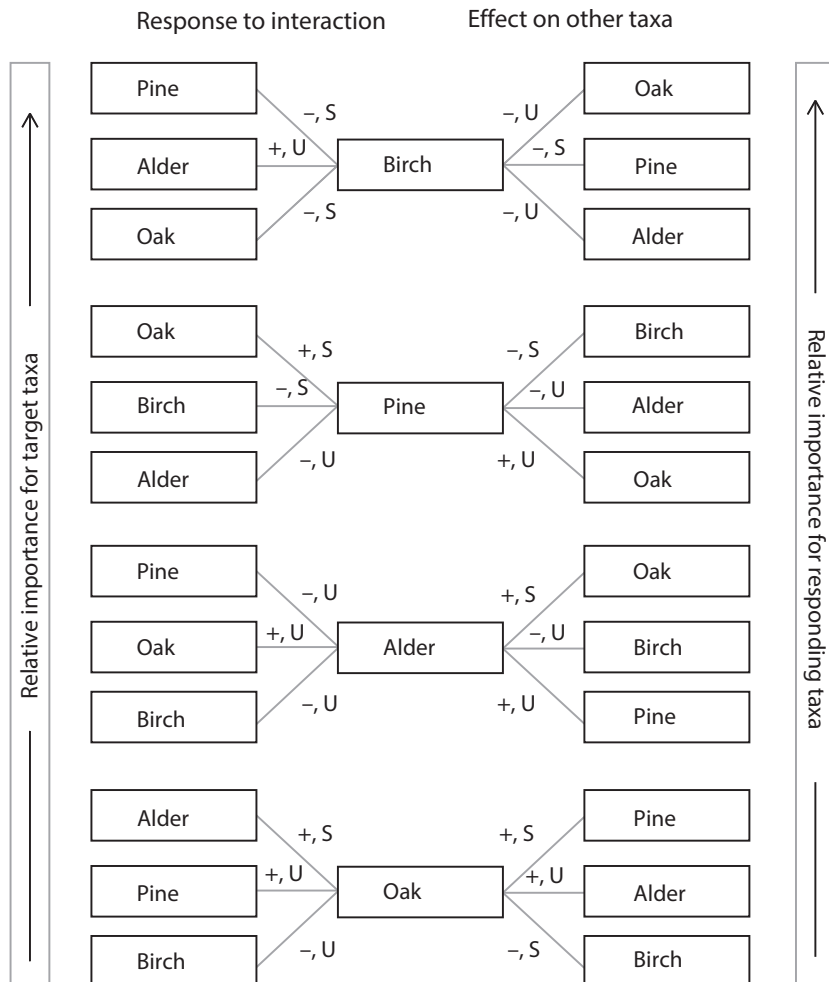 Response to interaction
Effect on other taxa
Relative importance for target taxa
Relative importance for responding taxa
Pine
–, S
–, U
Oak
Alder
+, U
Birch
–, S
Pine
Oak
–, S
–, U
Alder
Oak
+, S
–, S
Birch
Birch
–, S
Pine
–, U
Alder
Alder
–, U
+, U
Oak
Pine
–, U
+, S
Oak
Oak
+, U
Alder
–, U
Birch
Birch
–, U
+, U
Pine
Alder
+, S
+, S
Pine
Pine
+, U
Oak
+, U
Alder
Birch
–, U
–, S
Birch